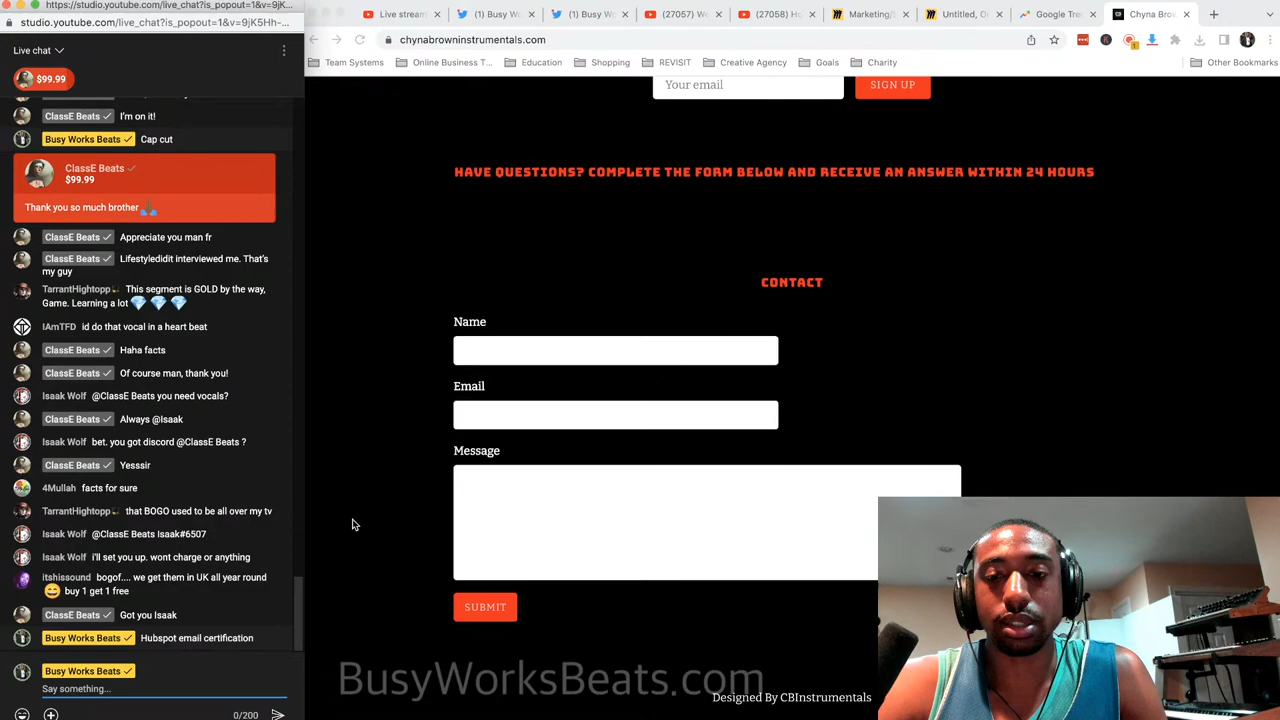 studio.youtube.com/live_chat?is_popout=1&v=9jK
https://studio.youtube.com/live_chat?is_popout=1&v=9jK5Hh-
Live chat
$99.99
ClassE Beats I'm on it!
Busy Works Beats Cap cut
ClassE Beats
$99.99
Thank you so much brother
ClassE Beats Appreciate you man fr
ClassE Beats Lifestyledidit interviewed me. That's
my guy
TarrantHightopp This segment is GOLD by the way,
Game. Learning a lot
IAmTFD id do that vocal in a heart beat
ClassE Beats Haha facts
ClassE Beats Of course man, thank you!
Isaak Wolf @ClassE Beats you need vocals?
ClassE Beats Always @Isaak
Isaak Wolf bet. you got discord @ClassE Beats ?
ClassE Beats Yesssir
4Mullah facts for sure
TarrantHightopp that BOGO used to be all over my tv
Isaak Wolf @ClassE Beats Isaak#6507
Isaak Wolf i'll set you up. wont charge or anything
itshissound bogof.... we get them in UK all year round
buy 1 get 1 free
ClassE Beats Got you Isaak
Busy Works Beats Hubspot email certification
Busy Works Beats
Say something...
0/200
Live stream
(1) Busy W
(1) Busy W
(27057) W
(27058) H
Marketing/S
Untitled, O
Google Tre
Chyna Brow
chynabrowninstrumentals.com
Team Systems
Online Business T...
Education
Shopping
REVISIT
Creative Agency
Goals
Charity
Other Bookmarks
Your email
SIGN UP
HAVE QUESTIONS? COMPLETE THE FORM BELOW AND RECEIVE AN ANSWER WITHIN 24 HOURS
CONTACT
Name
Email
Message
SUBMIT
BusyWorksBeats.com
Designed By CBInstrumentals